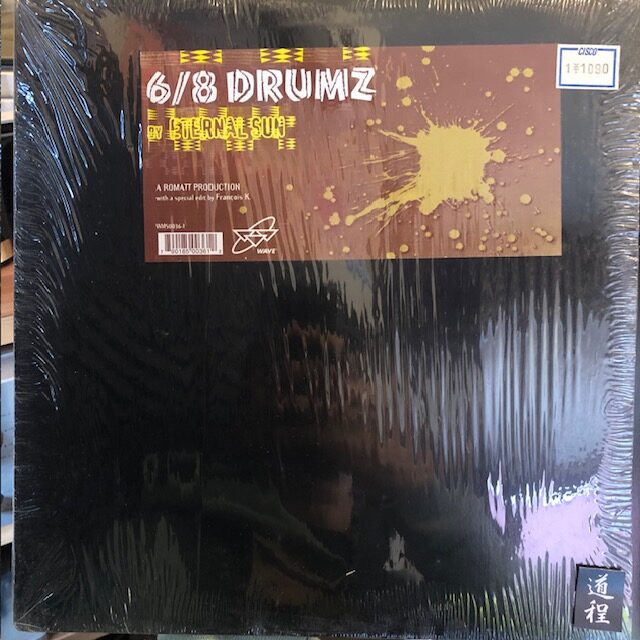 CISCO
1¥1090
6/8 DRUMZ
BY ETERNAL SUN
A ROMATT PRODUCTION
with a special edit by Francois K.
WAVE
道程